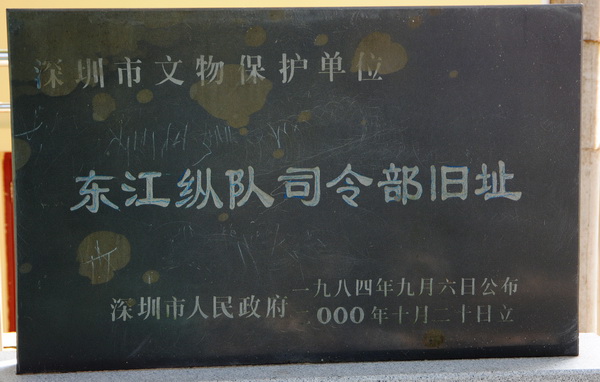 深圳市文物保护单位
东江纵队司令部旧址
一九八四年九月六日公布
深圳市人民政府
二000年十月二十日立